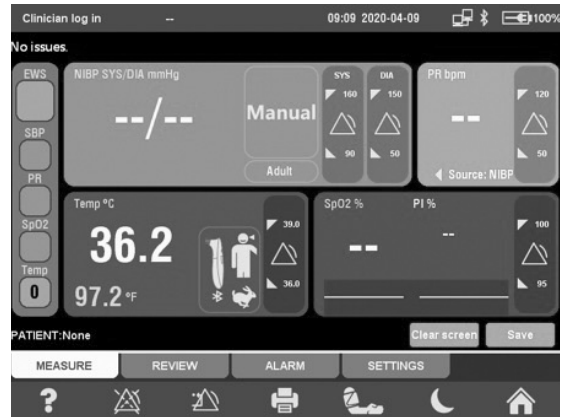 Clinician log in -- 09:09 2020-04-09 100%
No issues.
EWS
SBP
PR
SpO2
Temp
0
NIBP SYS/DIA mmHg
--/--
Manual
Adult
SYS
160
90
DIA
150
50
PR bpm
--
120
50
Source: NIBP
Temp °C
36.2
97.2 °F
39.0
36.0
SpO2 %
--
PI %
--
100
95
PATIENT:None
Clear screen
Save
MEASURE REVIEW ALARM SETTINGS
?